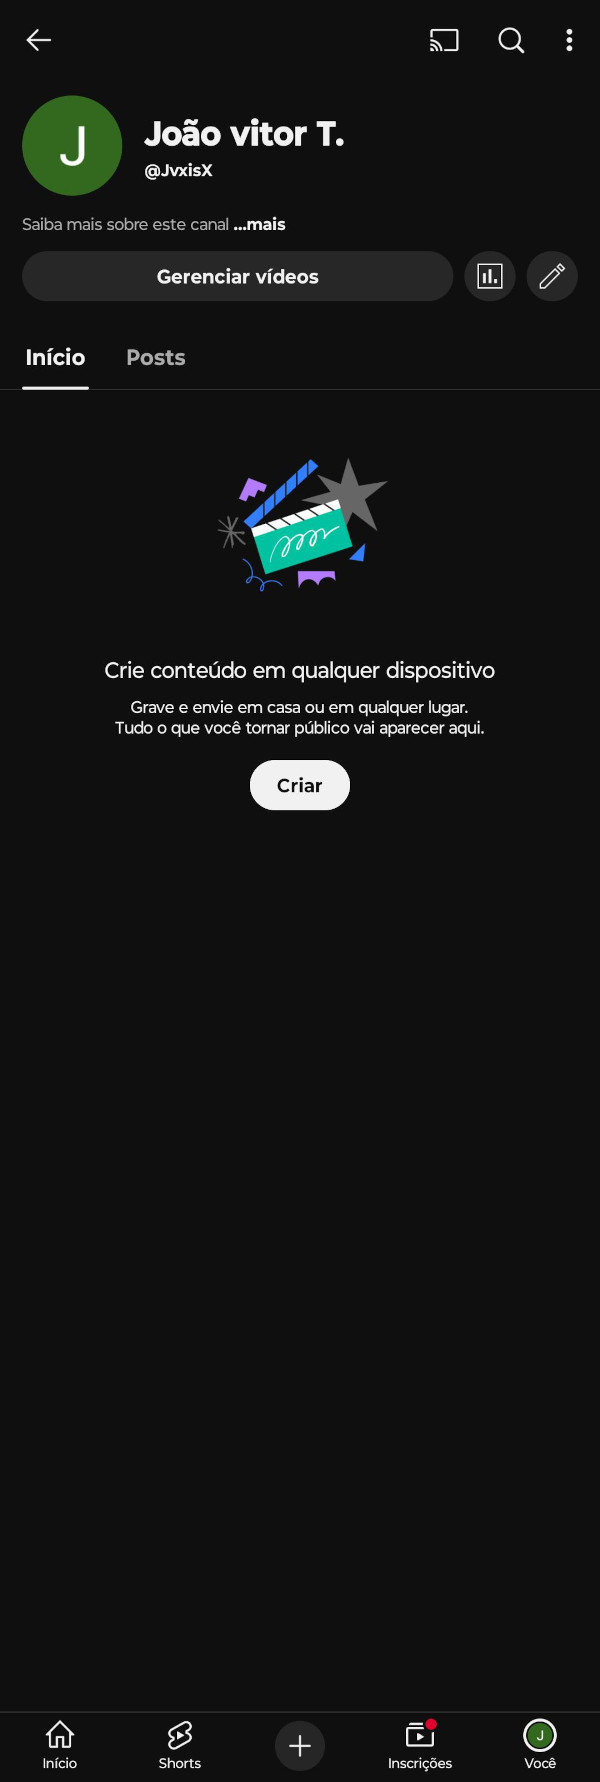 J
João vitor T.
@JvxisX
Saiba mais sobre este canal ...mais
Gerenciar vídeos
Início
Posts
Crie conteúdo em qualquer dispositivo
Grave e envie em casa ou em qualquer lugar.
Tudo o que você tornar público vai aparecer aqui.
Criar
Início
Shorts
Inscrições
J
Você